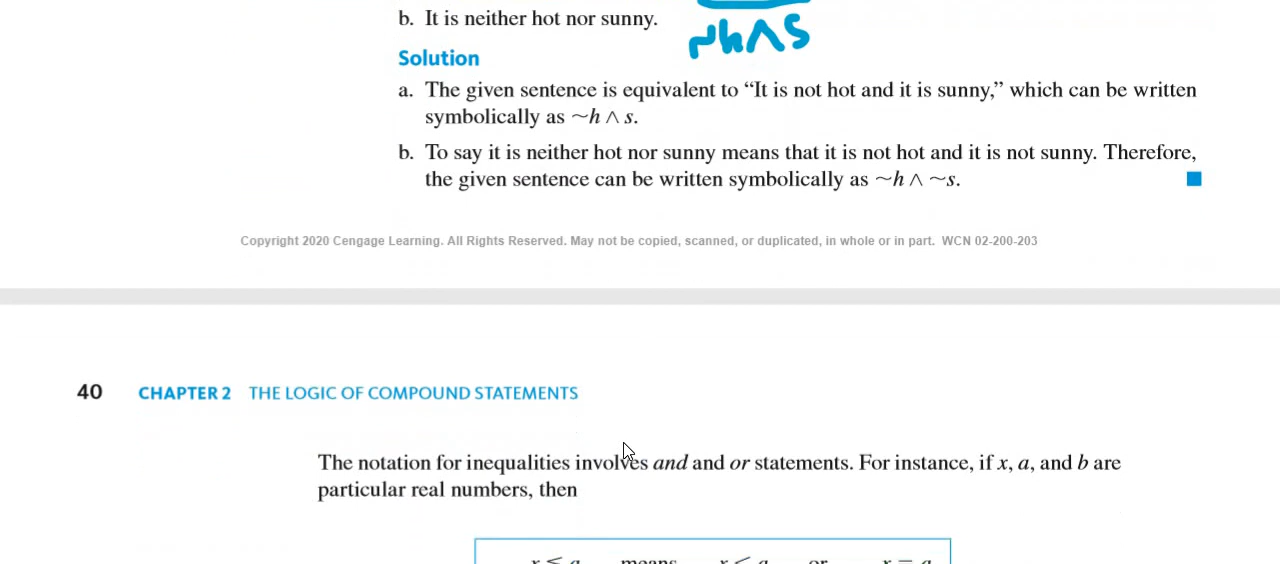 b. It is neither hot nor sunny.
~h∧s
Solution
a. The given sentence is equivalent to “It is not hot and it is sunny,” which can be written
symbolically as ~h ∧ s.
b. To say it is neither hot nor sunny means that it is not hot and it is not sunny. Therefore,
the given sentence can be written symbolically as ~h ∧ ~s.
Copyright 2020 Cengage Learning. All Rights Reserved. May not be copied, scanned, or duplicated, in whole or in part. WCN 02-200-203
40 CHAPTER 2 THE LOGIC OF COMPOUND STATEMENTS
The notation for inequalities involves and and or statements. For instance, if x, a, and b are
particular real numbers, then
x ≤ a means x < a or x = a